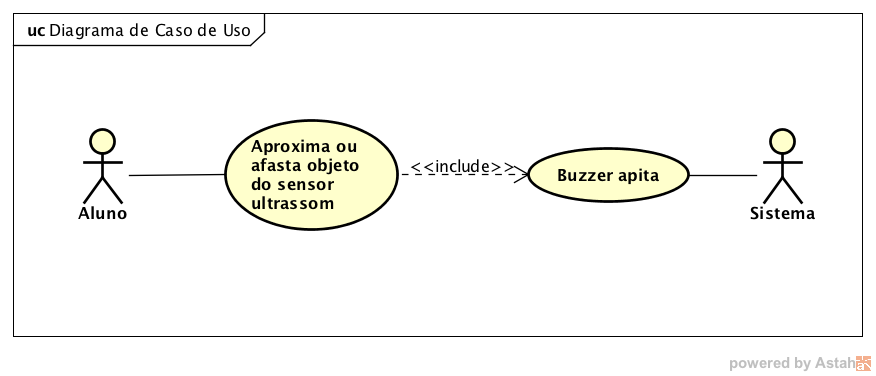 uc Diagrama de Caso de Uso
Aproxima ou
afasta objeto
do sensor
ultrassom
<<include>>
Buzzer apita
Aluno
Sistema
powered by Astah